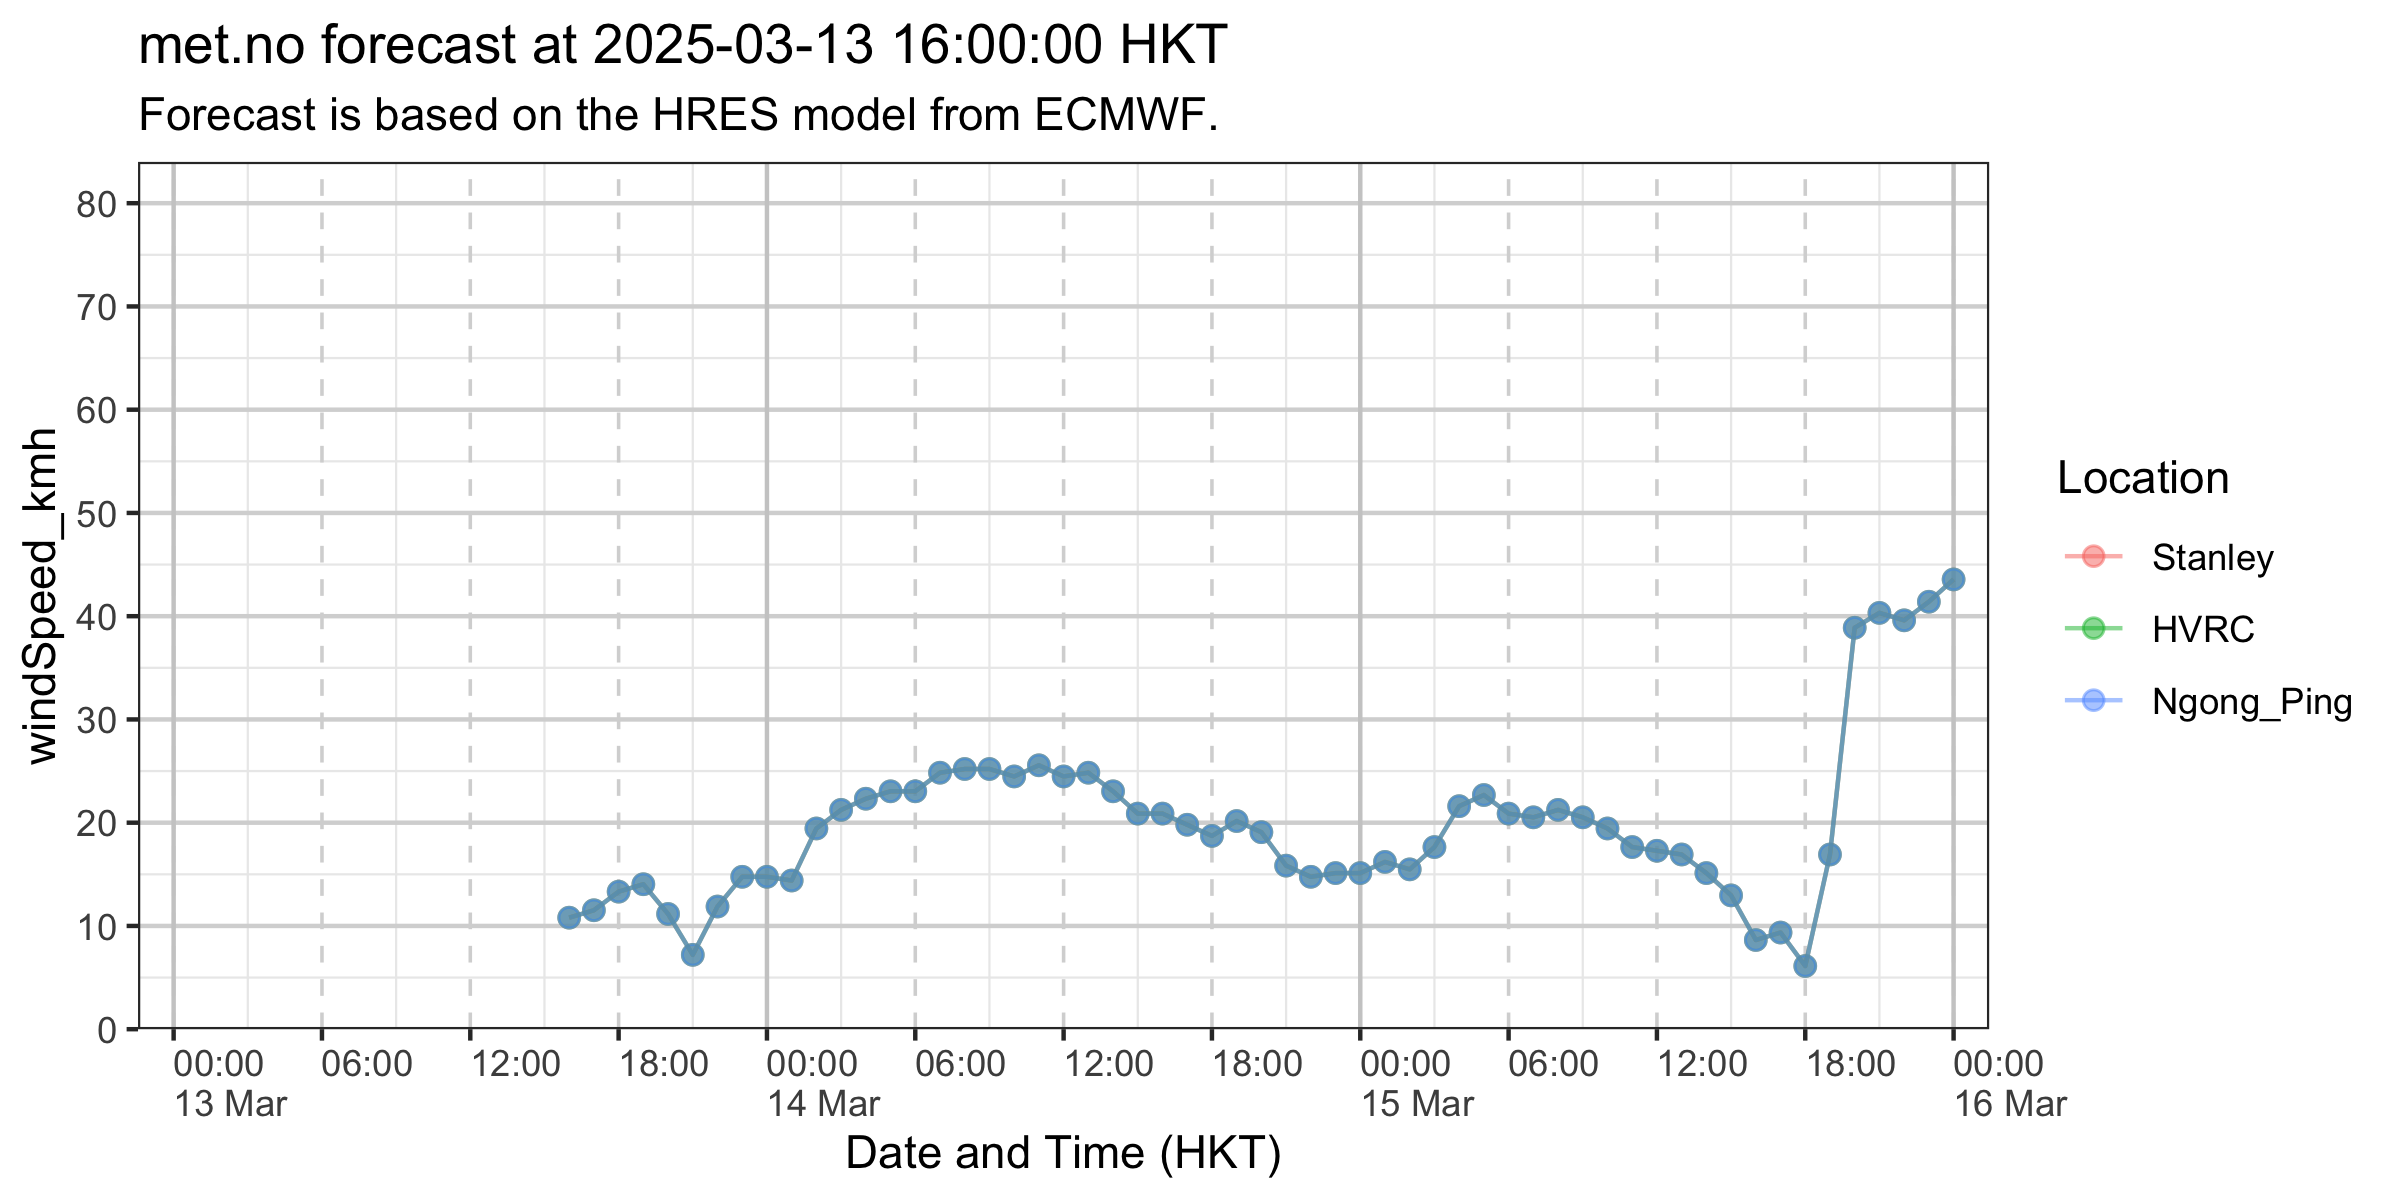 met.no forecast at 2025-03-13 16:00:00 HKT
Forecast is based on the HRES model from ECMWF.
windSpeed_kmh
80
70
60
50
40
30
20
10
0
00:00 06:00 12:00 18:00 00:00 06:00 12:00 18:00 00:00 06:00 12:00 18:00 00:00
13 Mar 14 Mar 15 Mar 16 Mar
Date and Time (HKT)
Location
Stanley
HVRC
Ngong_Ping